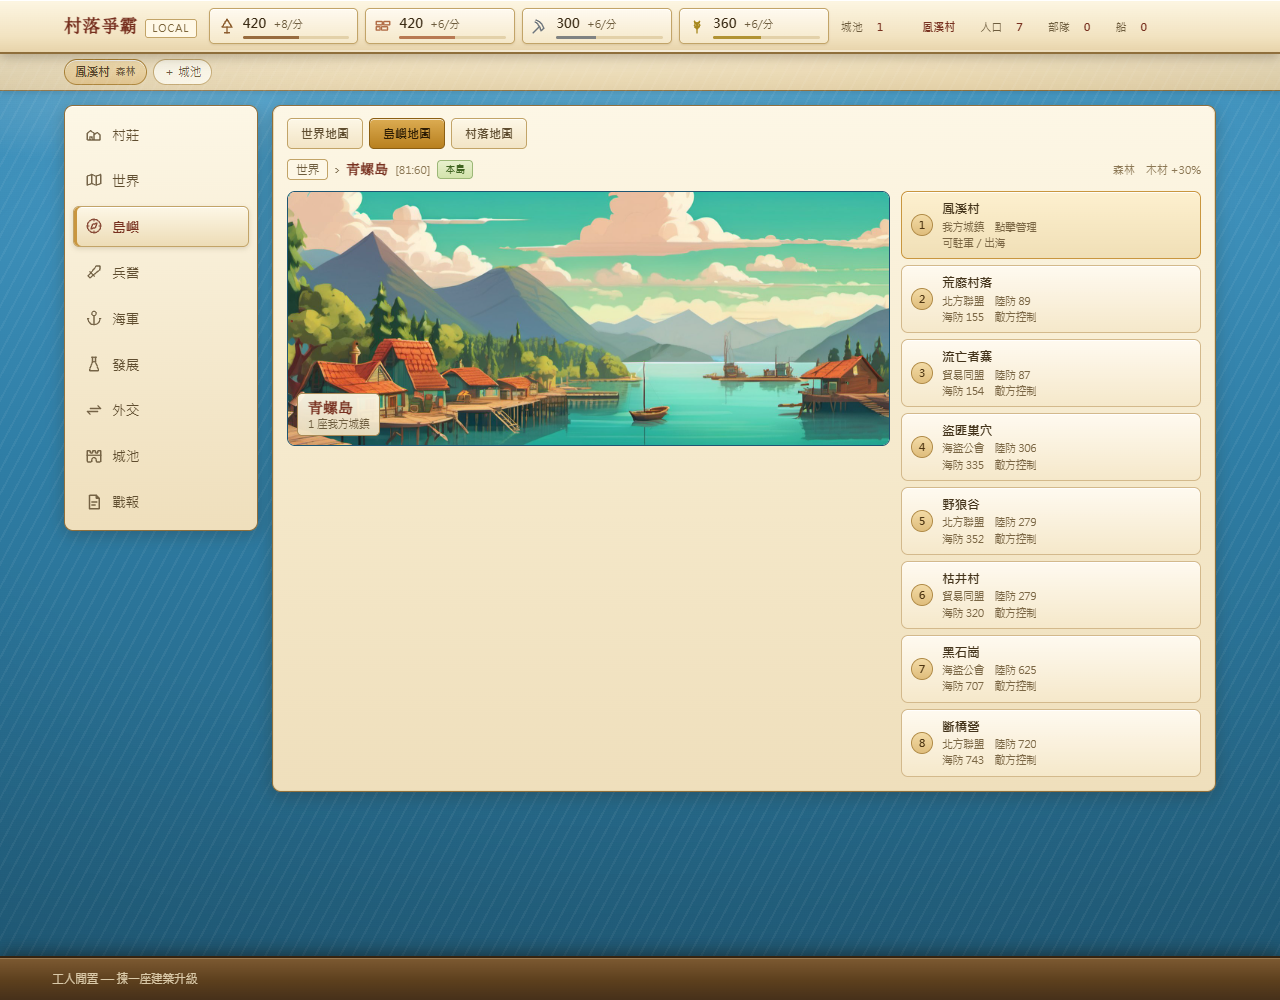 村落爭霸 LOCAL 420 +8/分 420 +6/分 300 +6/分 360 +6/分 城池 1 鳳溪村 人口 7 部隊 0 船 0
鳳溪村 森林 + 城池
村莊
世界
島嶼
兵營
海軍
發展
外交
城池
戰報
世界地圖 島嶼地圖 村落地圖
世界 › 青螺島 [81:60] 本島 森林 木材 +30%
青螺島
1 座我方城鎮
1 鳳溪村
我方城鎮 點擊管理
可駐軍 / 出海
2 荒廢村落
北方聯盟 陸防 89
海防 155 敵方控制
3 流亡者寨
貿易同盟 陸防 87
海防 154 敵方控制
4 盜匪巢穴
海盜公會 陸防 306
海防 335 敵方控制
5 野狼谷
北方聯盟 陸防 279
海防 352 敵方控制
6 枯井村
貿易同盟 陸防 279
海防 320 敵方控制
7 黑石崗
海盜公會 陸防 625
海防 707 敵方控制
8 斷橋營
北方聯盟 陸防 720
海防 743 敵方控制
工人閒置 — 揀一座建築升級